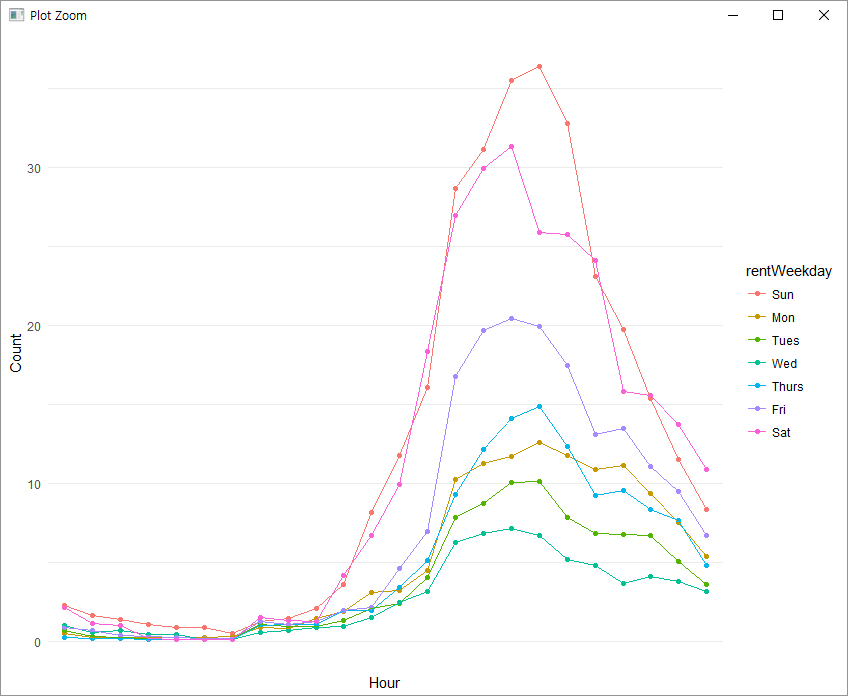 Plot Zoom
30
20
10
0
Count
Hour
rentWeekday
Sun
Mon
Tues
Wed
Thurs
Fri
Sat